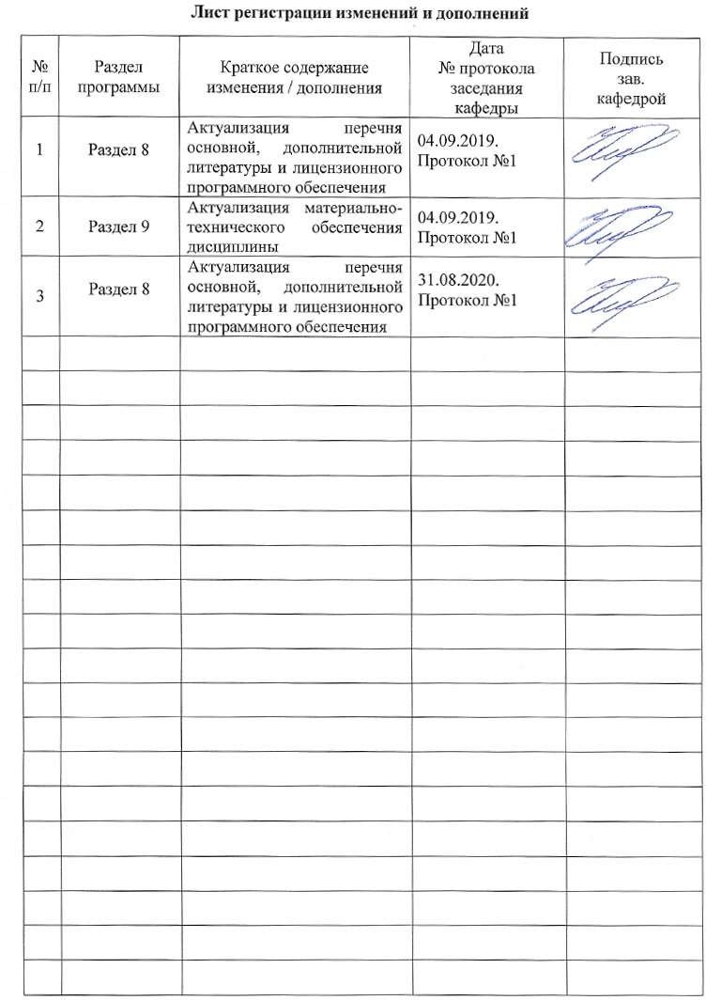 Лист регистрации изменений и дополнений
№
п/п
Раздел
программы
Краткое содержание
изменения / дополнения
Дата
№ протокола
заседания
кафедры
Подпись
зав.
кафедрой
1
Раздел 8
Актуализация перечня
основной, дополнительной
литературы и лицензионного
программного обеспечения
04.09.2019.
Протокол №1
2
Раздел 9
Актуализация материально-
технического обеспечения
дисциплины
04.09.2019.
Протокол №1
3
Раздел 8
Актуализация перечня
основной, дополнительной
литературы и лицензионного
программного обеспечения
31.08.2020.
Протокол №1